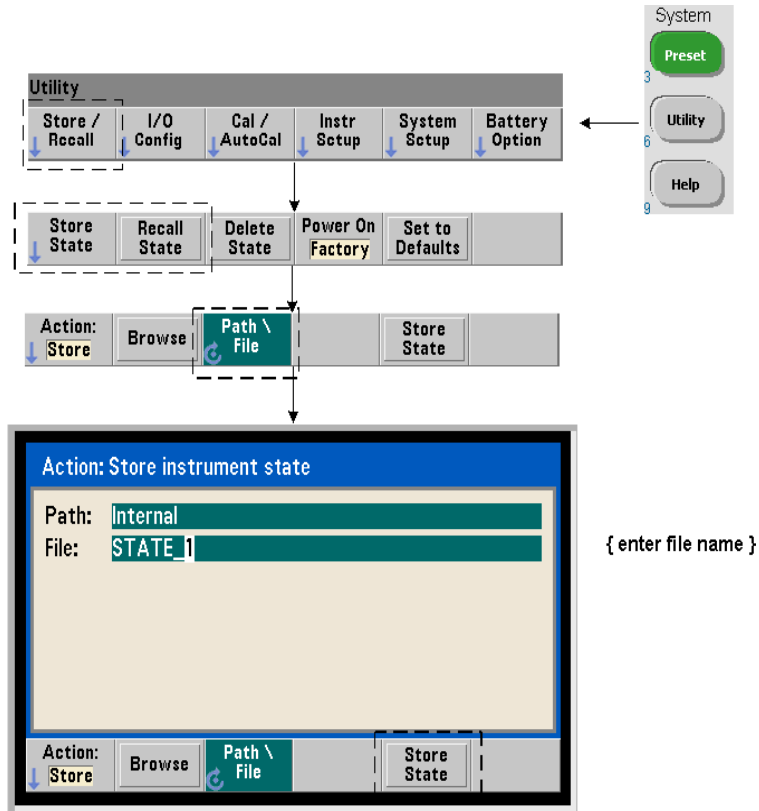 System
Preset
3
Utility
6
Help
9
Utility
Store / Recall
I/O Config
Cal / AutoCal
Instr Setup
System Setup
Battery Option
Store State
Recall State
Delete State
Power On Factory
Set to Defaults
Action: Store
Browse
Path \ File
Store State
Action: Store instrument state
Path: Internal
File: STATE_1
{ enter file name }
Action: Store
Browse
Path \ File
Store State